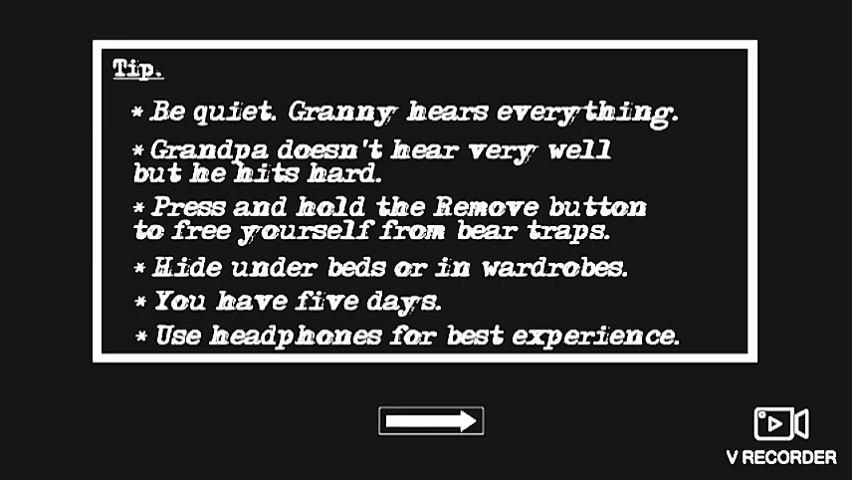 Tip.
* Be quiet. Granny hears everything.
* Grandpa doesn't hear very well
but he hits hard.
* Press and hold the Remove button
to free yourself from bear traps.
* Hide under beds or in wardrobes.
* You have five days.
* Use headphones for best experience.
V RECORDER